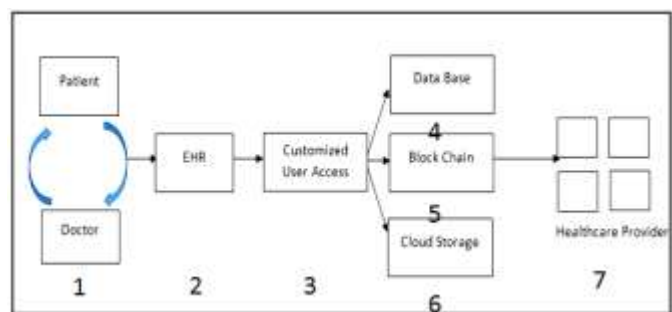 Patient
Doctor
1
EHR
2
Customized
User Access
3
Data Base
4
Block Chain
5
Cloud Storage
6
Healthcare Provider
7